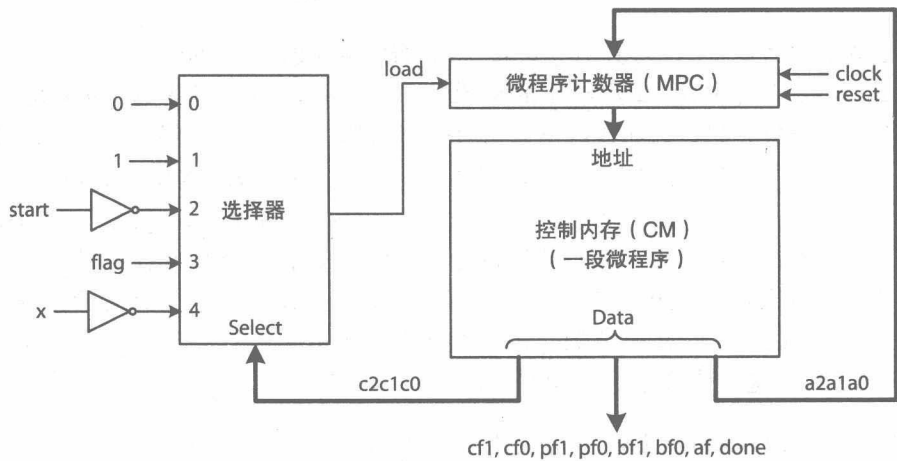 load
微程序计数器（MPC）
clock
reset
0
0
1
1
start
2
选择器
flag
3
x
4
Select
地址
控制内存（CM）
（一段微程序）
Data
c2c1c0
a2a1a0
cf1, cf0, pf1, pf0, bf1, bf0, af, done